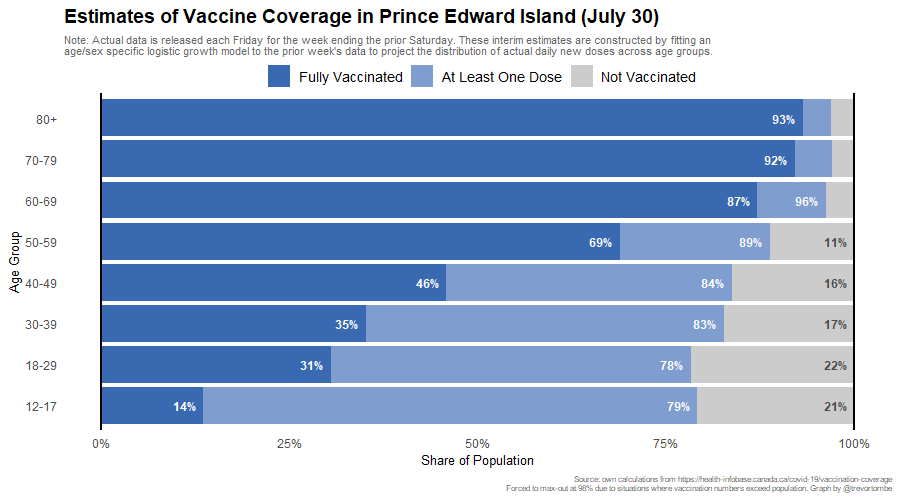 Estimates of Vaccine Coverage in Prince Edward Island (July 30)
Note: Actual data is released each Friday for the week ending the prior Saturday. These interim estimates are constructed by fitting an
age/sex specific logistic growth model to the prior week's data to project the distribution of actual daily new doses across age groups.
Fully Vaccinated At Least One Dose Not Vaccinated
80+ 93%
70-79 92%
60-69 87% 96%
50-59 69% 89% 11%
40-49 46% 84% 16%
30-39 35% 83% 17%
18-29 31% 78% 22%
12-17 14% 79% 21%
Age Group
0% 25% 50% 75% 100%
Share of Population
Source: own calculations from https://health-infobase.canada.ca/covid-19/vaccination-coverage
Forced to max-out at 98% due to situations where vaccination numbers exceed population. Graph by @trevortombe